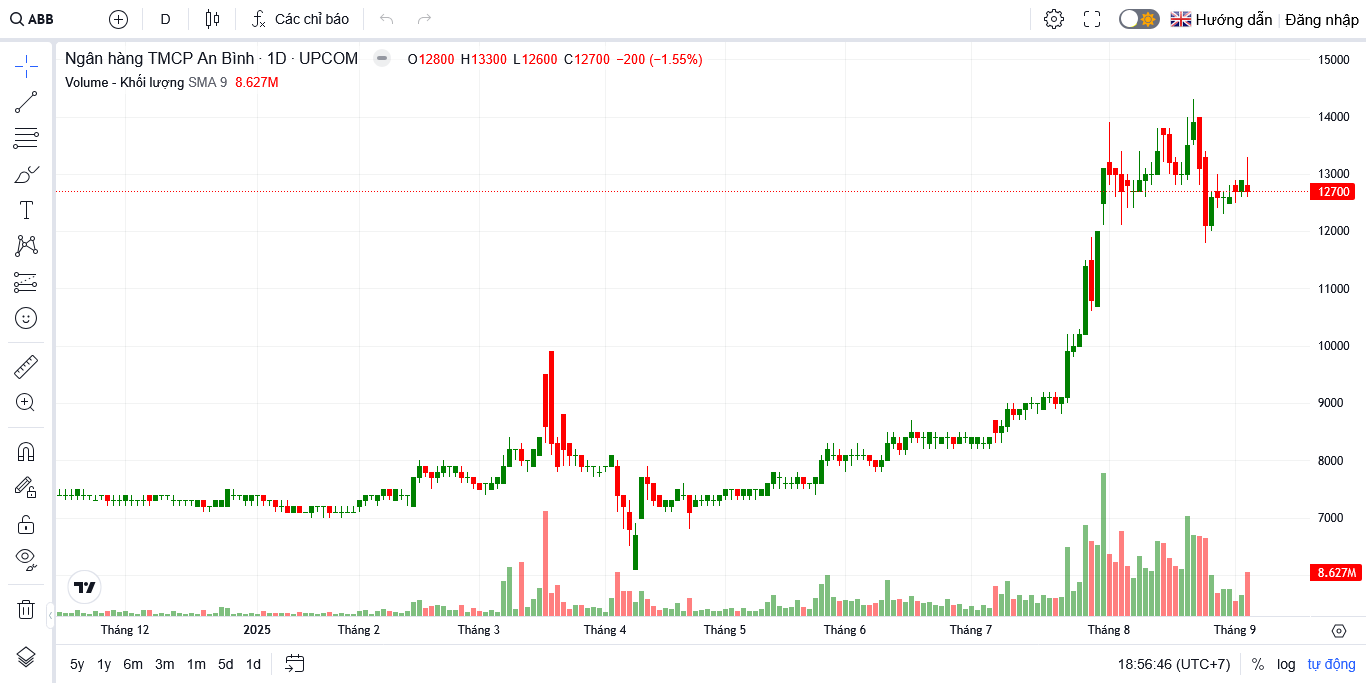 ABB D Các chỉ báo Hướng dẫn Đăng nhập
Ngân hàng TMCP An Bình · 1D · UPCOM O12800 H13300 L12600 C12700 −200 (−1.55%)
Volume - Khối lượng SMA 9 8.627M
15000
14000
13000
12700
12000
11000
10000
9000
8000
7000
8.627M
Tháng 12 2025 Tháng 2 Tháng 3 Tháng 4 Tháng 5 Tháng 6 Tháng 7 Tháng 8 Tháng 9
5y 1y 6m 3m 1m 5d 1d 18:56:46 (UTC+7) % log tự động